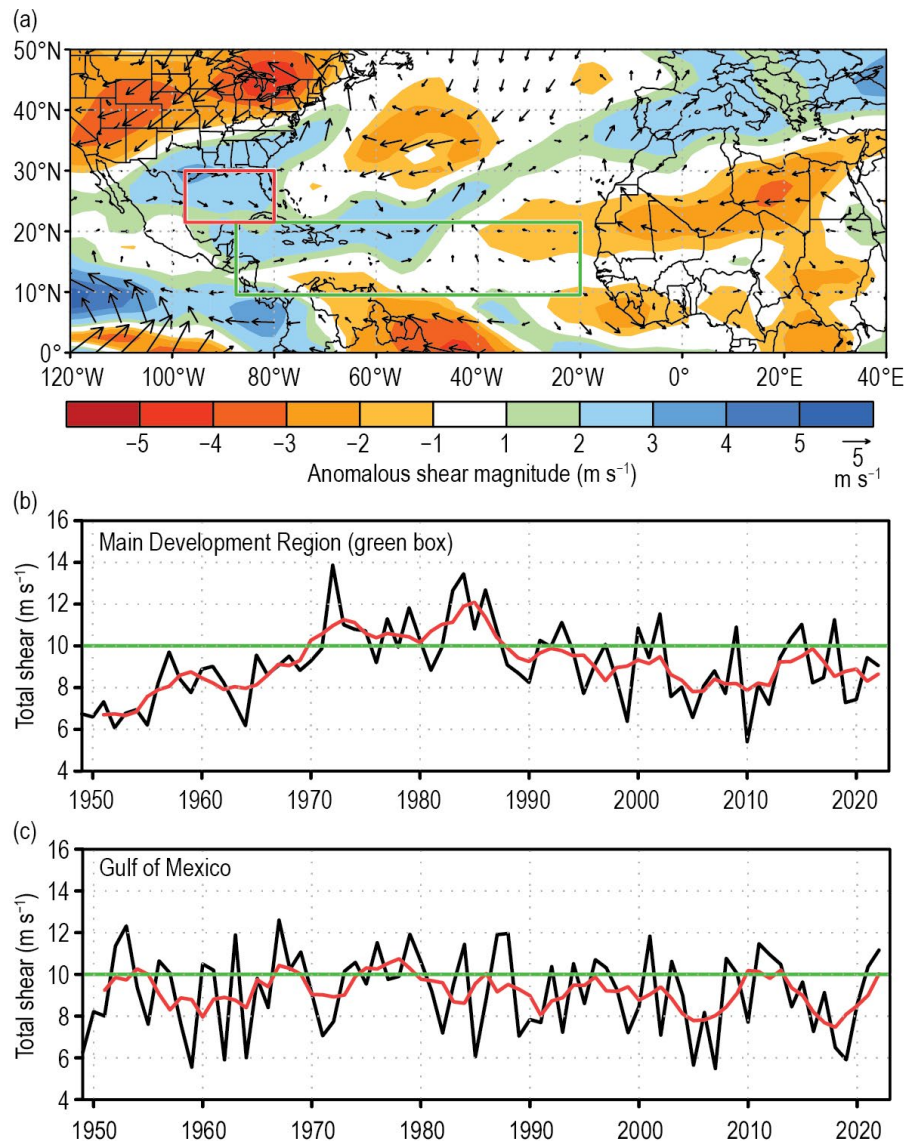 (a)
50°N
40°N
30°N
20°N
10°N
0°
120°W 100°W 80°W 60°W 40°W 20°W 0° 20°E 40°E
−5 −4 −3 −2 −1 1 2 3 4 5 5
Anomalous shear magnitude (m s⁻¹) m s⁻¹
(b)
Main Development Region (green box)
Total shear (m s⁻¹)
16
14
12
10
8
6
4
1950 1960 1970 1980 1990 2000 2010 2020
(c)
Gulf of Mexico
Total shear (m s⁻¹)
16
14
12
10
8
6
4
1950 1960 1970 1980 1990 2000 2010 2020